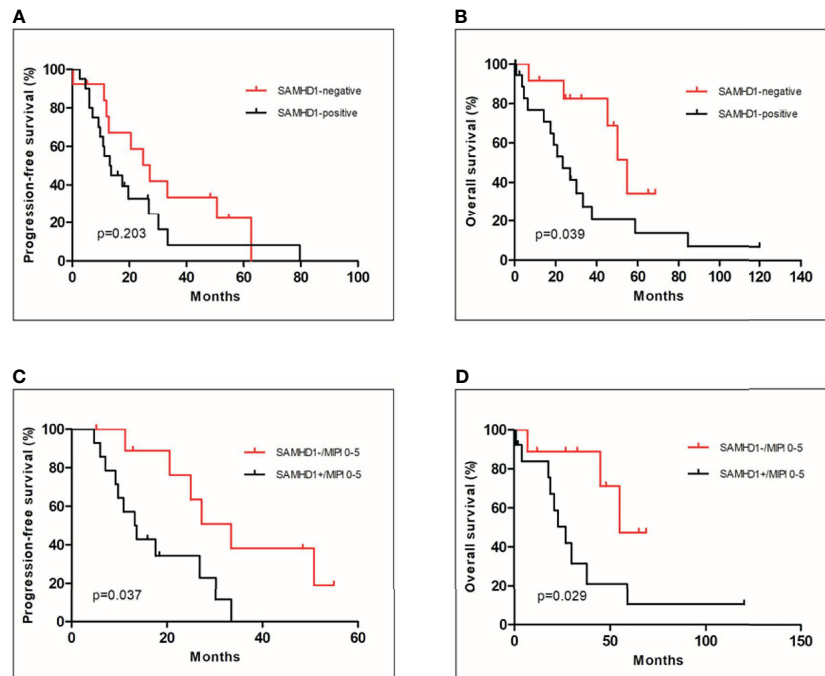 A
Progression-free survival (%)
100
80
60
40
20
0
SAMHD1-negative
SAMHD1-positive
p=0.203
0 20 40 60 80 100
Months
B
Overall survival (%)
100
80
60
40
20
0
SAMHD1-negative
SAMHD1-positive
p=0.039
0 20 40 60 80 100 120 140
Months
C
Progression-free survival (%)
100
80
60
40
20
0
SAMHD1-/MIPI 0-5
SAMHD1+/MIPI 0-5
p=0.037
0 20 40 60
Months
D
Overall survival (%)
100
80
60
40
20
0
SAMHD1-/MIPI 0-5
SAMHD1+/MIPI 0-5
p=0.029
0 50 100 150
Months